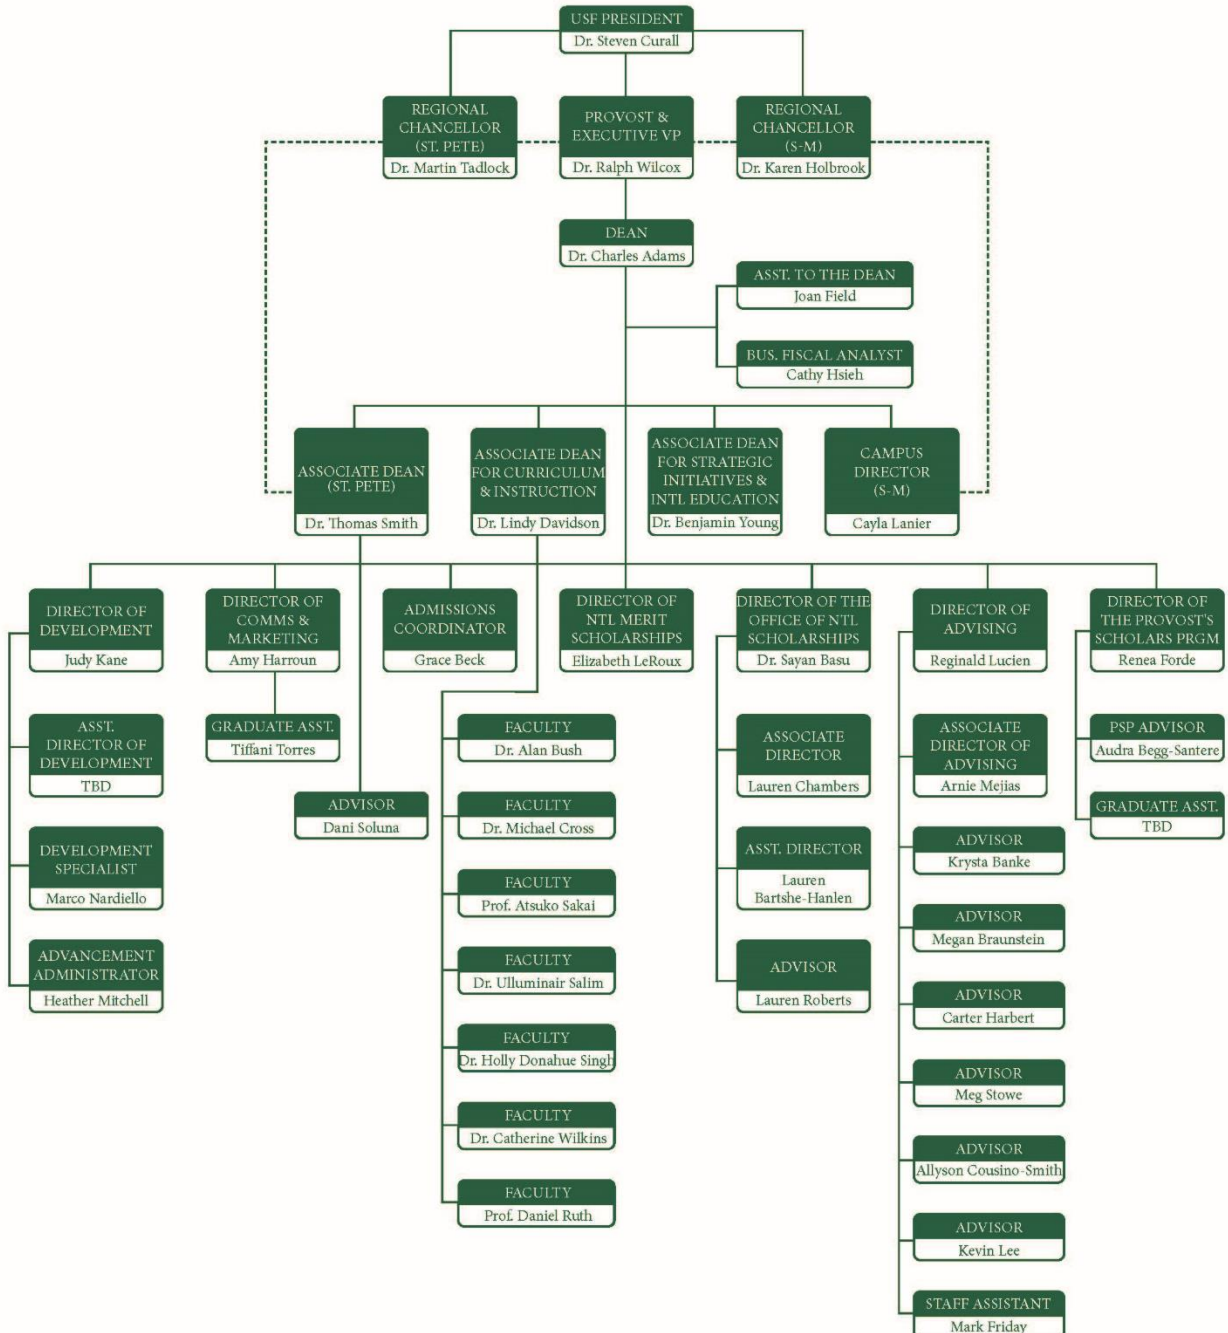 USF PRESIDENT
Dr. Steven Curall
REGIONAL
CHANCELLOR
(ST. PETE)
Dr. Martin Tadlock
PROVOST &
EXECUTIVE VP
Dr. Ralph Wilcox
REGIONAL
CHANCELLOR
(S-M)
Dr. Karen Holbrook
DEAN
Dr. Charles Adams
ASST. TO THE DEAN
Joan Field
BUS. FISCAL ANALYST
Cathy Hsieh
ASSOCIATE DEAN
(ST. PETE)
Dr. Thomas Smith
ASSOCIATE DEAN
FOR CURRICULUM
& INSTRUCTION
Dr. Lindy Davidson
ASSOCIATE DEAN
FOR STRATEGIC
INITIATIVES &
INTL EDUCATION
Dr. Benjamin Young
CAMPUS
DIRECTOR
(S-M)
Cayla Lanier
DIRECTOR OF
DEVELOPMENT
Judy Kane
DIRECTOR OF
COMMS &
MARKETING
Amy Harroun
ADMISSIONS
COORDINATOR
Grace Beck
DIRECTOR OF
NTL MERIT
SCHOLARSHIPS
Elizabeth LeRoux
DIRECTOR OF THE
OFFICE OF NTL
SCHOLARSHIPS
Dr. Sayan Basu
DIRECTOR OF
ADVISING
Reginald Lucien
DIRECTOR OF
THE PROVOST'S
SCHOLARS PRGM
Renea Forde
ASST.
DIRECTOR OF
DEVELOPMENT
TBD
DEVELOPMENT
SPECIALIST
Marco Nardiello
ADVANCEMENT
ADMINISTRATOR
Heather Mitchell
GRADUATE ASST.
Tiffani Torres
ADVISOR
Dani Soluna
FACULTY
Dr. Alan Bush
FACULTY
Dr. Michael Cross
FACULTY
Prof. Atsuko Sakai
FACULTY
Dr. Ulluminair Salim
FACULTY
Dr. Holly Donahue Singh
FACULTY
Dr. Catherine Wilkins
FACULTY
Prof. Daniel Ruth
ASSOCIATE
DIRECTOR
Lauren Chambers
ASST. DIRECTOR
Lauren
Bartshe-Hanlen
ADVISOR
Lauren Roberts
ASSOCIATE
DIRECTOR OF
ADVISING
Arnie Mejias
ADVISOR
Krysta Banke
ADVISOR
Megan Braunstein
ADVISOR
Carter Harbert
ADVISOR
Meg Stowe
ADVISOR
Allyson Cousino-Smith
ADVISOR
Kevin Lee
STAFF ASSISTANT
Mark Friday
PSP ADVISOR
Audra Begg-Santere
GRADUATE ASST.
TBD